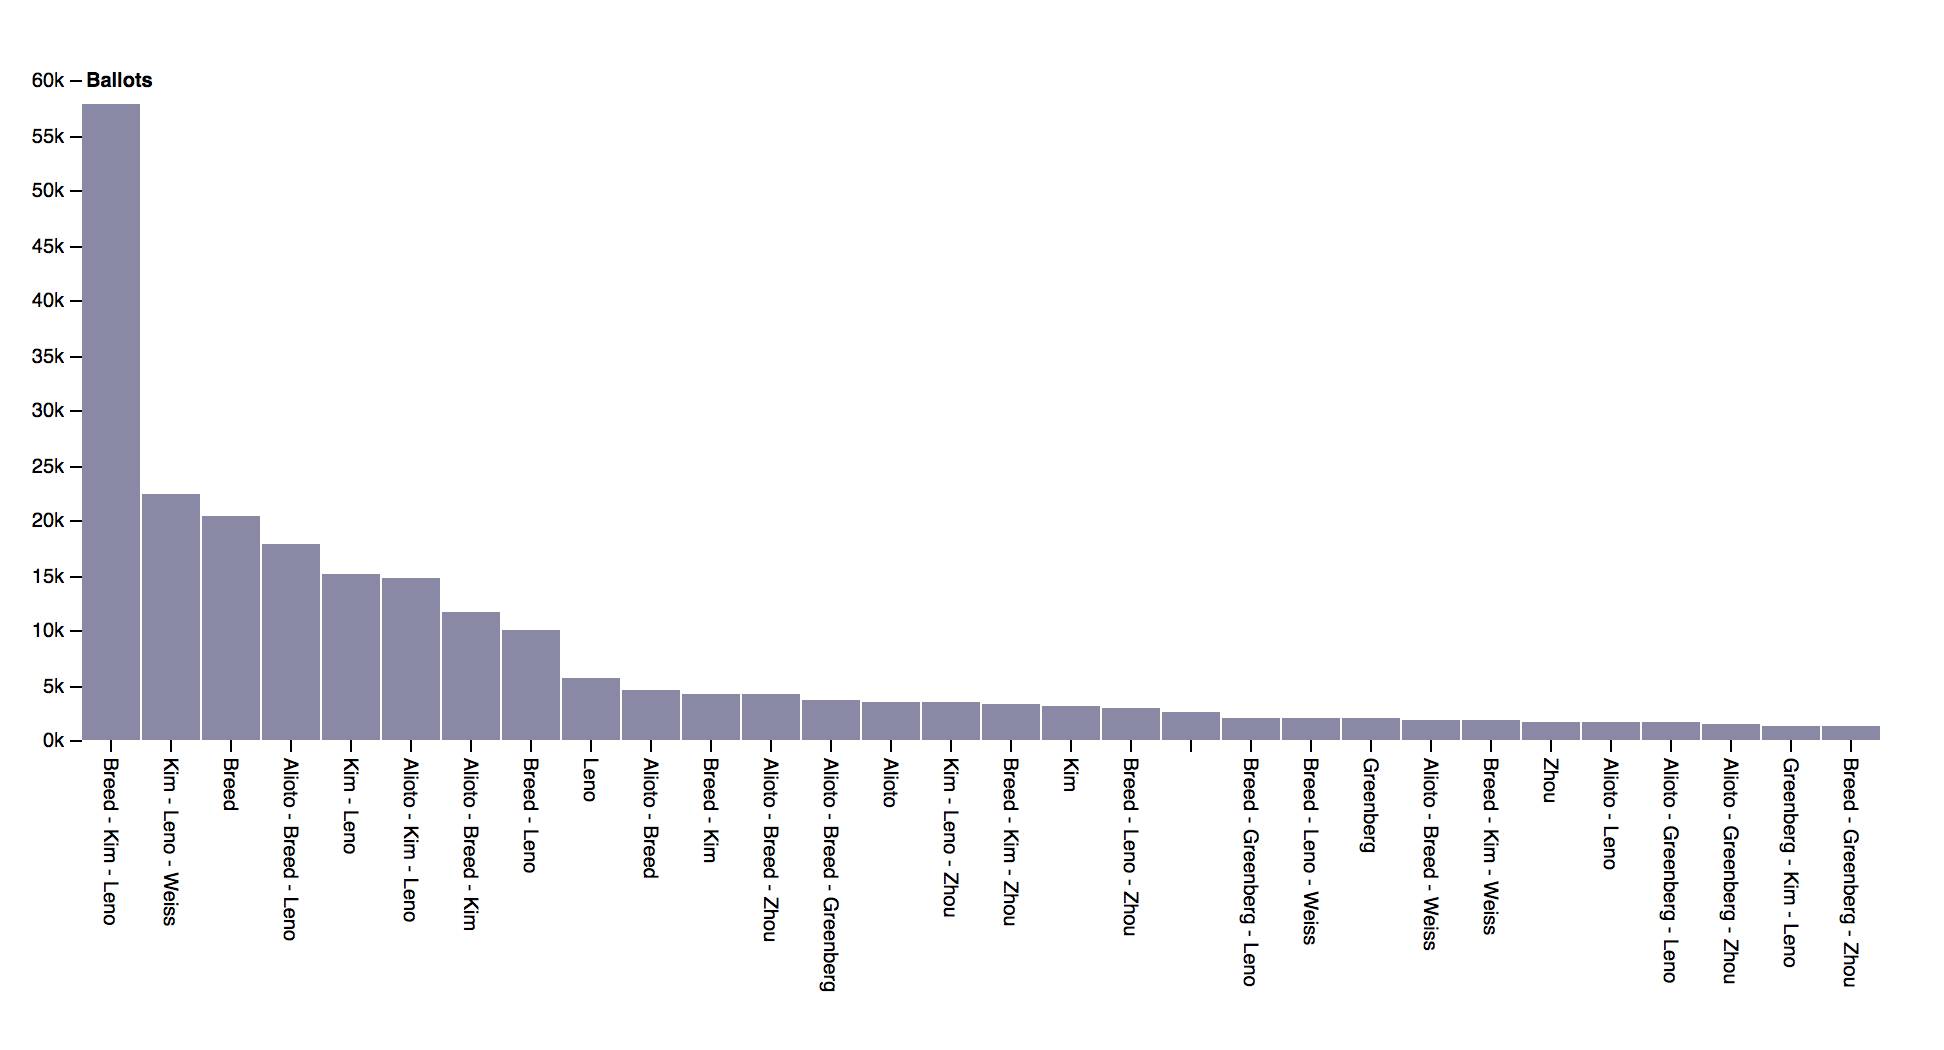 60k
Ballots
55k
50k
45k
40k
35k
30k
25k
20k
15k
10k
5k
0k
Breed - Kim - Leno
Kim - Leno - Weiss
Breed
Alioto - Breed - Leno
Kim - Leno
Alioto - Kim - Leno
Alioto - Breed - Kim
Breed - Leno
Leno
Alioto - Breed
Breed - Kim
Alioto - Breed - Zhou
Alioto - Breed - Greenberg
Alioto
Kim - Leno - Zhou
Breed - Kim - Zhou
Kim
Breed - Leno - Zhou
Breed - Greenberg - Leno
Breed - Leno - Weiss
Greenberg
Alioto - Breed - Weiss
Breed - Kim - Weiss
Zhou
Alioto - Leno
Alioto - Greenberg - Leno
Alioto - Greenberg - Zhou
Greenberg - Kim - Leno
Breed - Greenberg - Zhou